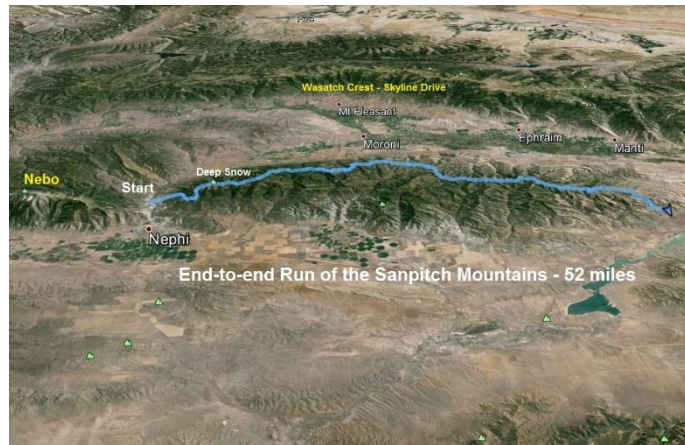 Price
Wasatch Crest - Skyline Drive
Mt Pleasant
Moroni
Ephraim
Manti
Deep Snow
Nebo
Start
Nephi
End-to-end Run of the Sanpitch Mountains - 52 miles